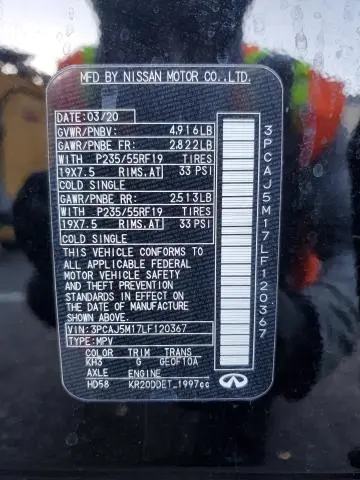 MFD BY NISSAN MOTOR CO.,LTD.
DATE: 03/20
GVWR/PNBV: 4,916LB
GAWR/PNBE FR: 2,822LB
WITH P235/55RF19 TIRES
19X7.5 RIMS.AT 33 PSI
COLD SINGLE
GAWR/PNBE RR: 2,513LB
WITH P235/55RF19 TIRES
19X7.5 RIMS.AT 33 PSI
COLD SINGLE
THIS VEHICLE CONFORMS TO
ALL APPLICABLE FEDERAL
MOTOR VEHICLE SAFETY
AND THEFT PREVENTION
STANDARDS IN EFFECT ON
THE DATE OF MANUFACTURE
SHOWN ABOVE.
VIN: 3PCAJ5M17LF120367
TYPE: MPV
COLOR TRIM TRANS
KH3 G GEOF10A
AXLE ENGINE
HD58 KR20DDET_1997cc
3PCAJ5M17LF120367